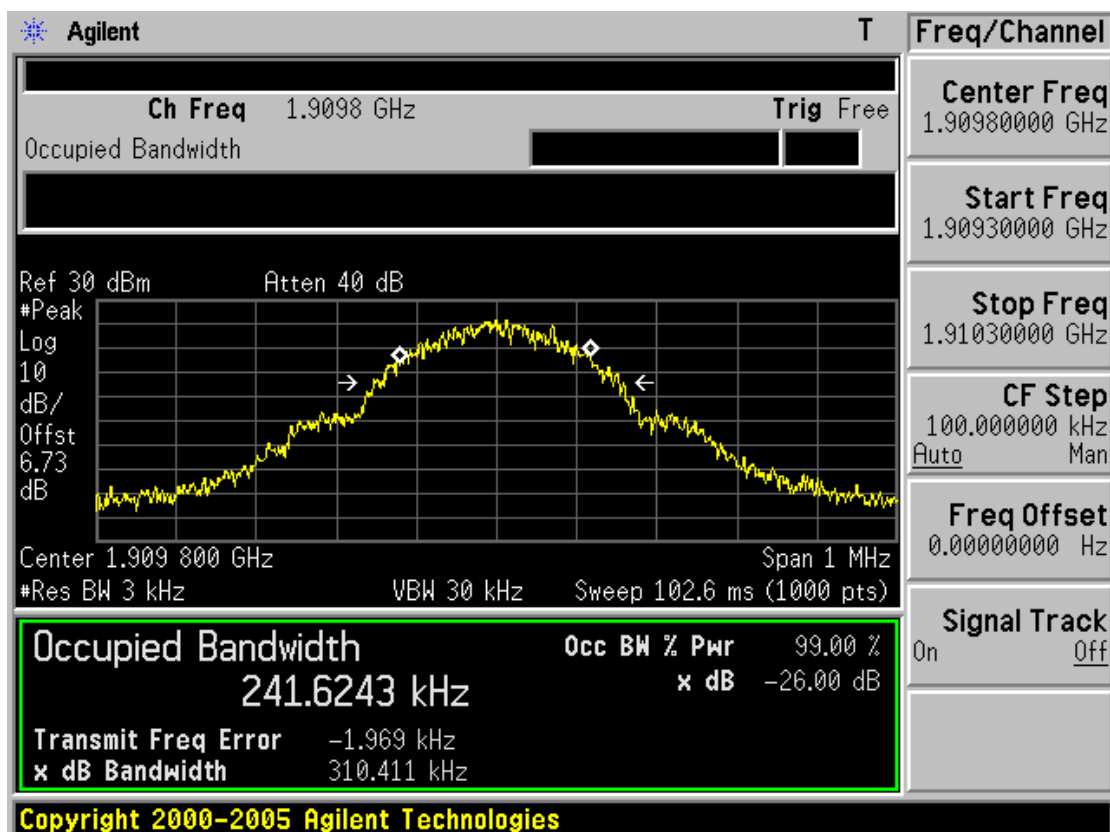 Agilent T Freq/Channel
Ch Freq 1.9098 GHz Trig Free
Occupied Bandwidth
Center Freq
1.90980000 GHz
Start Freq
1.90930000 GHz
Stop Freq
1.91030000 GHz
CF Step
100.000000 kHz
Auto Man
Freq Offset
0.00000000 Hz
Signal Track
On Off
Ref 30 dBm Atten 40 dB
#Peak
Log
10
dB/
Offst
6.73
dB
Center 1.909 800 GHz Span 1 MHz
#Res BW 3 kHz VBW 30 kHz Sweep 102.6 ms (1000 pts)
Occupied Bandwidth
241.6243 kHz
Occ BW % Pwr 99.00 %
x dB -26.00 dB
Transmit Freq Error -1.969 kHz
x dB Bandwidth 310.411 kHz
Copyright 2000-2005 Agilent Technologies